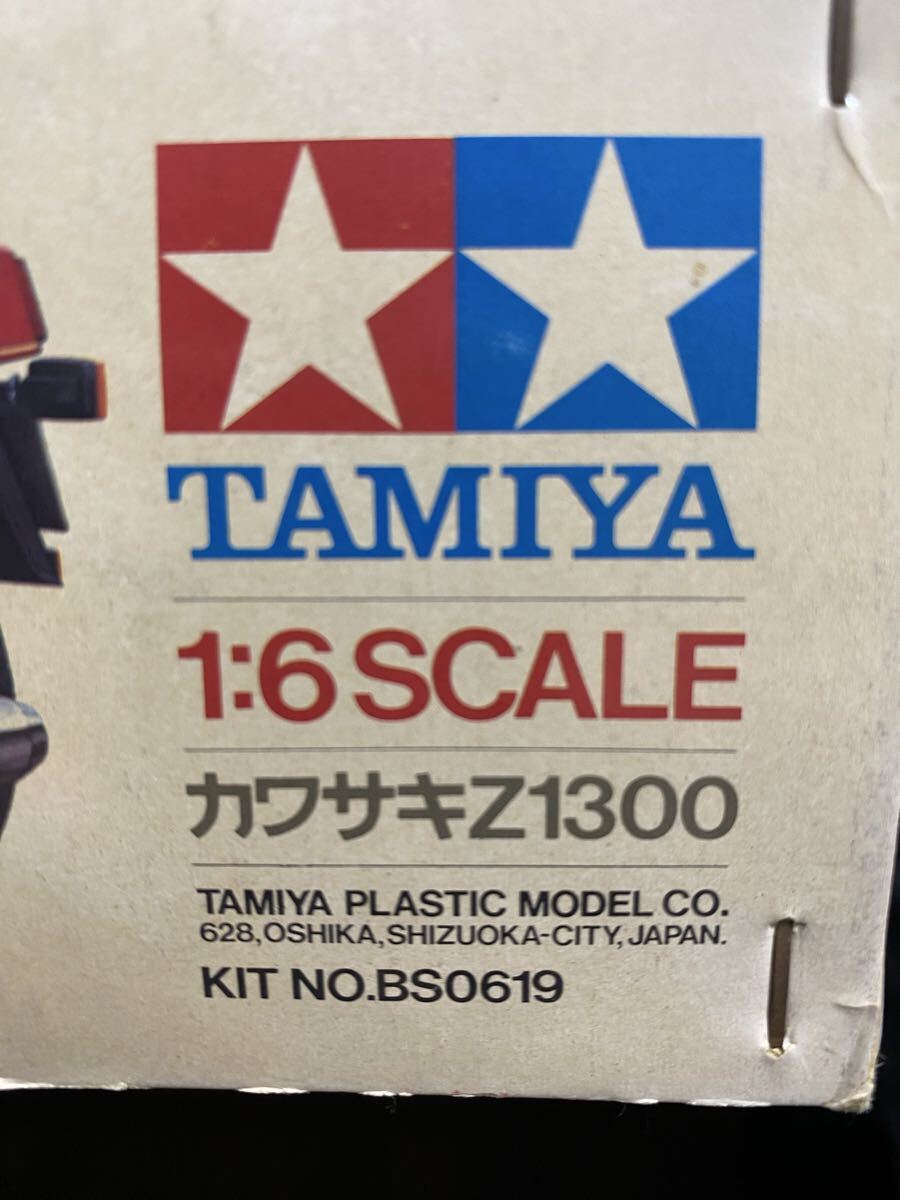 TAMIYA
1:6 SCALE
カワサキZ1300
TAMIYA PLASTIC MODEL CO.
628,OSHIKA,SHIZUOKA-CITY,JAPAN.
KIT NO.BS0619